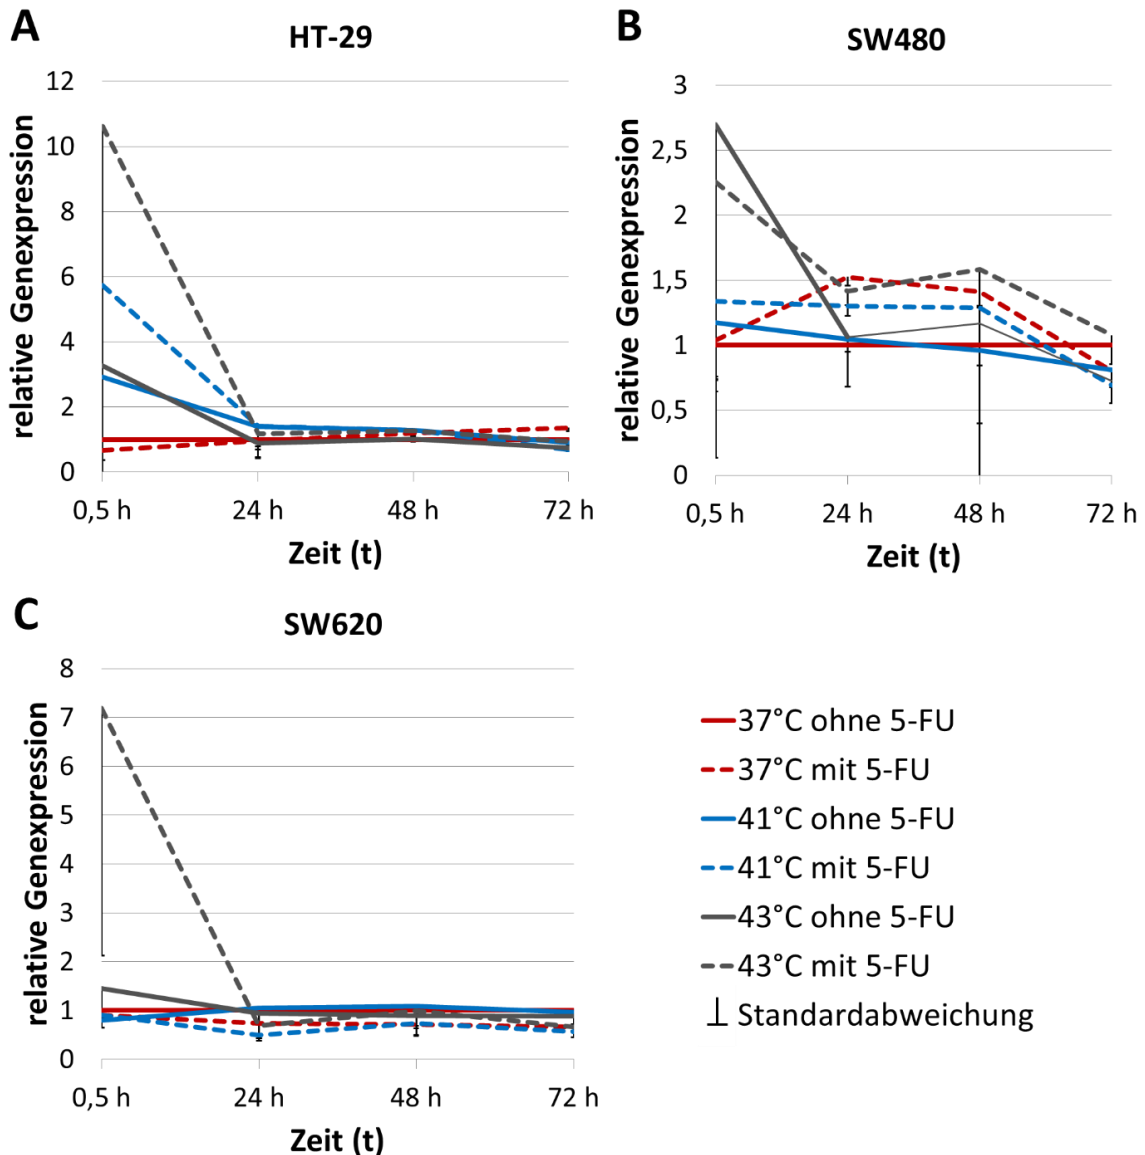 A
HT-29
relative Genexpression
12
10
8
6
4
2
0
0,5 h 24 h 48 h 72 h
Zeit (t)
B
SW480
relative Genexpression
3
2,5
2
1,5
1
0,5
0
0,5 h 24 h 48 h 72 h
Zeit (t)
C
SW620
relative Genexpression
8
7
6
5
4
3
2
1
0
0,5 h 24 h 48 h 72 h
Zeit (t)
37°C ohne 5-FU
37°C mit 5-FU
41°C ohne 5-FU
41°C mit 5-FU
43°C ohne 5-FU
43°C mit 5-FU
Standardabweichung